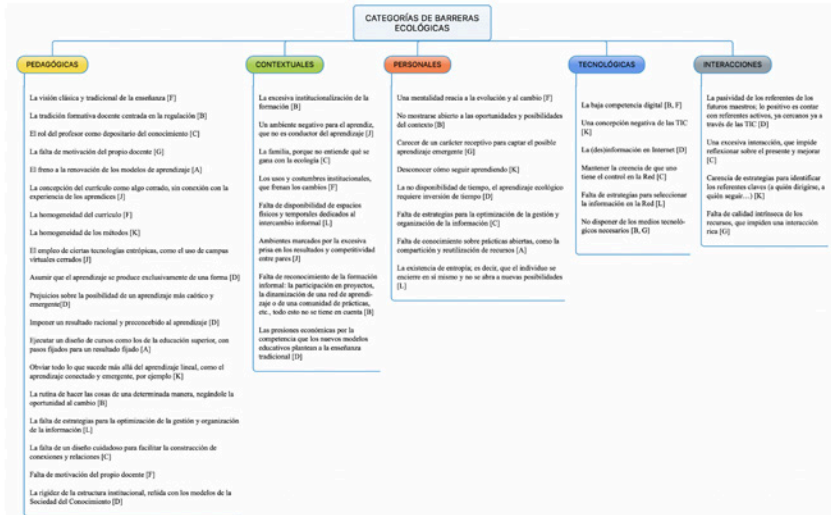 CATEGORÍAS DE BARRERAS
ECOLÓGICAS
PEDAGÓGICAS
La visión clásica y tradicional de la enseñanza [F]
La tradición formativa docente centrada en la regulación [B]
El rol del profesor como depositario del conocimiento [C]
La falta de motivación del propio docente [G]
El freno a la renovación de los modelos de aprendizaje [A]
La concepción del currículo como algo cerrado, sin conexión con la
experiencia de los aprendices [J]
La homogeneidad del currículo [F]
La homogeneidad de los métodos [K]
El empleo de ciertas tecnologías entrópicas, como el uso de campus
virtuales cerrados [J]
Asumir que el aprendizaje se produce exclusivamente de una forma [D]
Prejuicios sobre la posibilidad de un aprendizaje más caótico y
emergente[D]
Imponer un resultado racional y preconcebido al aprendizaje [D]
Ejecutar un diseño de cursos como los de la educación superior, con
pasos fijados para un resultado fijado [A]
Obviar todo lo que sucede más allá del aprendizaje lineal, como el
aprendizaje conectado y emergente, por ejemplo [K]
La rutina de hacer las cosas de una determinada manera, negándole la
oportunidad al cambio [B]
La falta de estrategias para la optimización de la gestión y organización
de la información [L]
La falta de un diseño cuidadoso para facilitar la construcción de
conexiones y relaciones [C]
Falta de motivación del propio docente [F]
La rigidez de la estructura institucional, reñida con los modelos de la
Sociedad del Conocimiento [D]
CONTEXTUALES
La excesiva institucionalización de la
formación [B]
Un ambiente negativo para el aprendiz,
que no es conductor del aprendizaje [J]
La familia, porque no entiende qué se
gana con la ecología [C]
Los usos y costumbres institucionales,
que frenan los cambios [F]
Falta de disponibilidad de espacios
físicos y temporales dedicados al
intercambio informal [L]
Ambientes marcados por la excesiva
prisa en los resultados y competitividad
entre pares [J]
Falta de reconocimiento de la formación
informal: la participación en proyectos,
la dinamización de una red de aprendi-
zaje o de una comunidad de prácticas,
etc., todo esto no se tiene en cuenta [B]
Las presiones económicas por la
competencia que los nuevos modelos
educativos plantean a la enseñanza
tradicional [D]
PERSONALES
Una mentalidad reacia a la evolución y al cambio [F]
No mostrarse abierto a las oportunidades y posibilidades
del contexto [B]
Carecer de un carácter receptivo para captar el posible
aprendizaje emergente [G]
Desconocer cómo seguir aprendiendo [K]
La no disponibilidad de tiempo, el aprendizaje ecológico
requiere inversión de tiempo [D]
Falta de estrategias para la optimización de la gestión y
organización de la información [C]
Falta de conocimiento sobre prácticas abiertas, como la
compartición y reutilización de recursos [A]
La existencia de entropía; es decir, que el individuo se
encierre en sí mismo y no se abra a nuevas posibilidades
[L]
TECNOLÓGICAS
La baja competencia digital [B, F]
Una concepción negativa de las TIC
[K]
La (des)información en Internet [D]
Mantener la creencia de que uno
tiene el control en la Red [C]
Falta de estrategias para seleccionar
la información en la Red [L]
No disponer de los medios tecnoló-
gicos necesarios [B, G]
INTERACCIONES
La pasividad de los referentes de los
futuros maestros; lo positivo es contar
con referentes activos, ya cercanos ya a
través de las TIC [D]
Una excesiva interacción, que impide
reflexionar sobre el presente y mejorar
[C]
Carencia de estrategias para identificar
los referentes claves (a quién dirigirse, a
quién seguir…) [K]
Falta de calidad intrínseca de los
recursos, que impiden una interacción
rica [G]